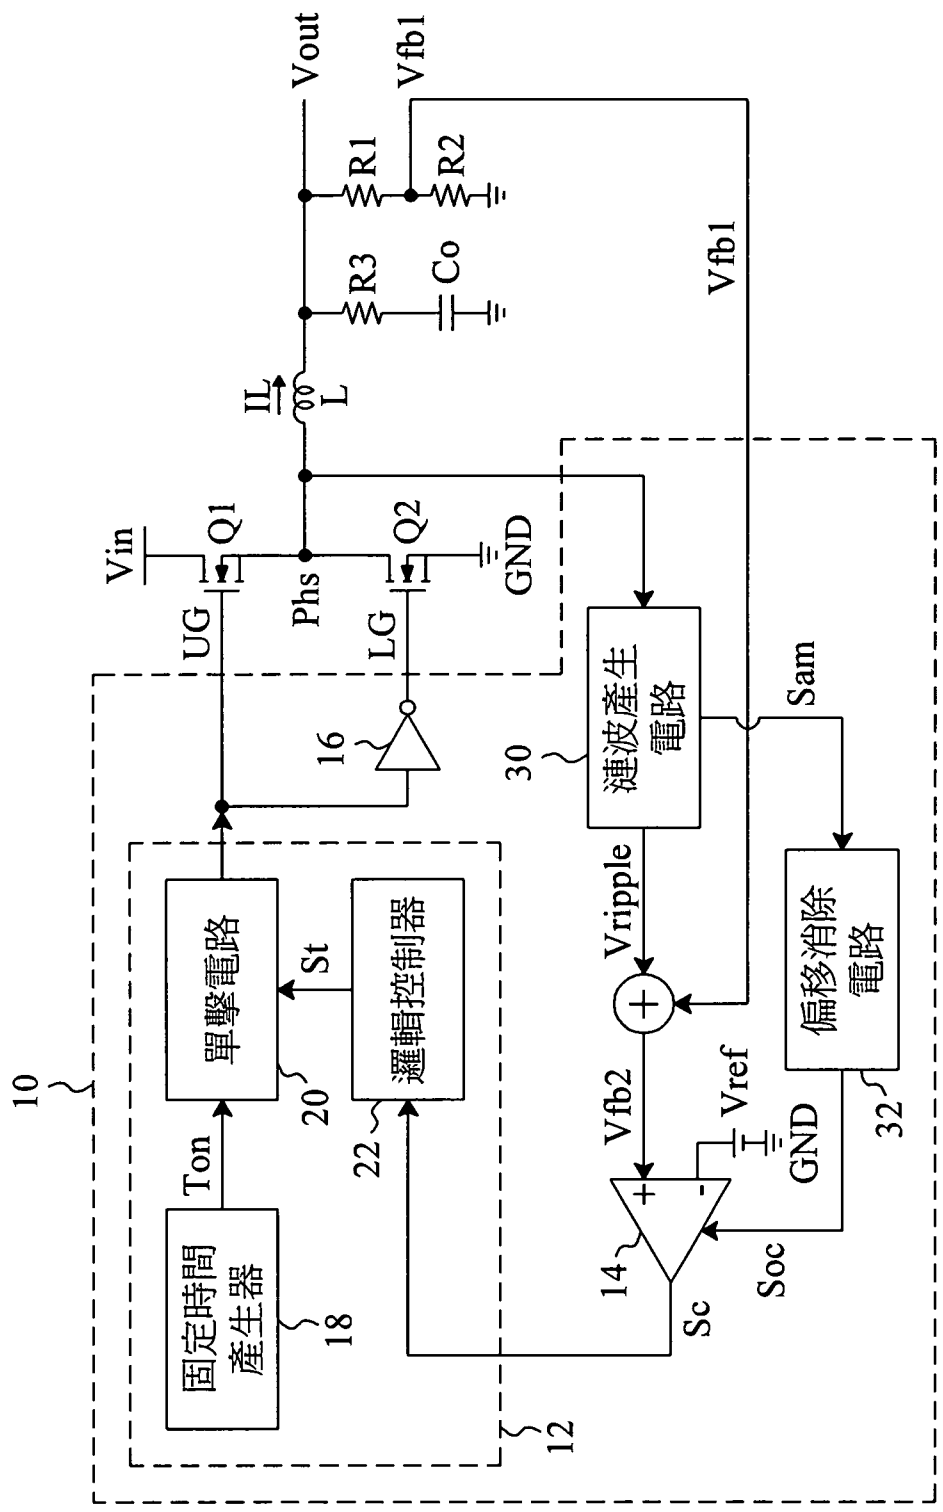 10
12
固定時間
產生器
18
Ton
單擊電路
20
St
邏輯控制器
22
16
UG
LG
Vin
Q1
Phs
Q2
GND
IL
L
R3
Co
R1
R2
Vout
Vfb1
Vfb1
14
Sc
Soc
Vfb2
Vref
GND
+
-
+
Vripple
30
漣波產生
電路
Sam
偏移消除
電路
32